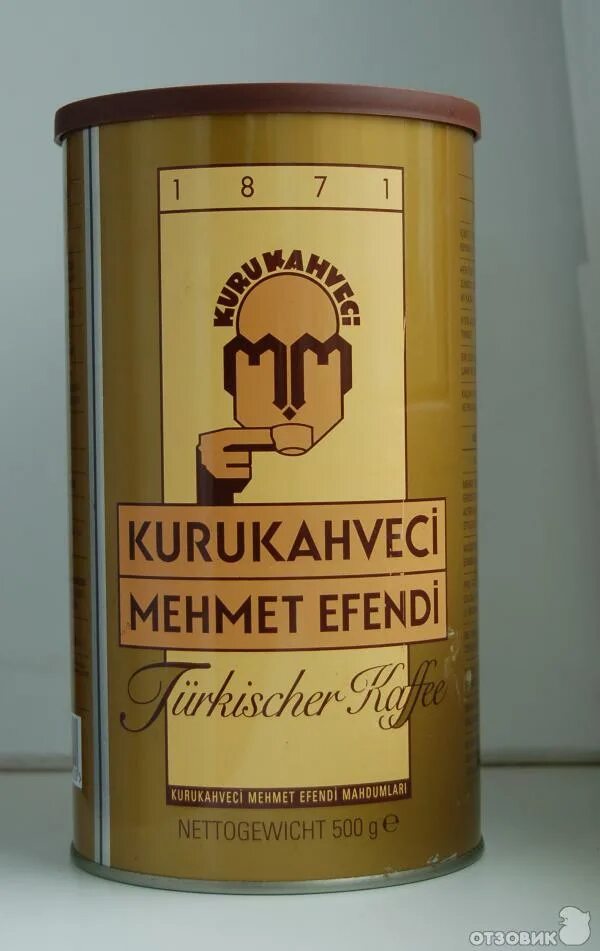 1 8 7 1
KURUKAHVECİ
KURUKAHVECİ
MEHMET EFENDİ
Türkischer Kaffee
KURUKAHVECİ MEHMET EFENDİ MAHDUMLARI
NETTOGEWICHT 500 g ℮
ОТЗОВИК